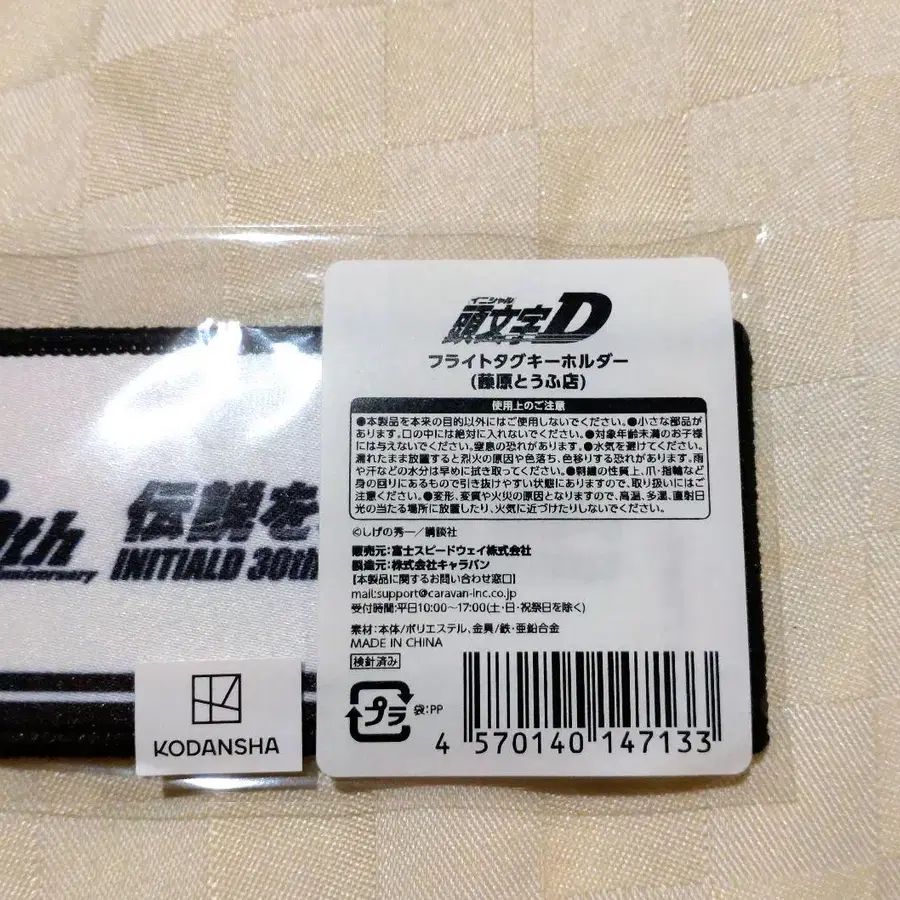 イニシャル
頭文字D
フライトタグキーホルダー
(藤原とうふ店)
使用上のご注意
●本製品を本来の目的以外にはご使用しないでください。●小さな部品が
あります。口の中には絶対に入れないでください。●対象年齢未満のお子様
には与えないでください。窒息の恐れがあります。●水気を避けてください。
濡れたまま放置すると烈火の原因や色落ち、色移りする恐れがあります。雨
や汗などの水分は早めに拭き取ってください。●刺繍の性質上、爪・指輪など
身の回りにあるもので引き抜けやすい状態にありますので、取り扱いにはご
注意ください。●変形、変質や火災の原因となりますので、高温、多湿、直射日
光の当たる場所に放置したり、火気に近づけたりしないでください。
©しげの秀一/講談社
販売元:富士スピードウェイ株式会社
製造元:株式会社キャラバン
【本製品に関するお問い合わせ窓口】
mail:support@caravan-inc.co.jp
受付時間:平日10:00~17:00(土・日・祝祭日を除く)
素材:本体/ポリエステル、金具/鉄・亜鉛合金
MADE IN CHINA
検針済み
プラ
袋:PP
4 570140 147133
伝説を
th
INITIALD 30th
KODANSHA